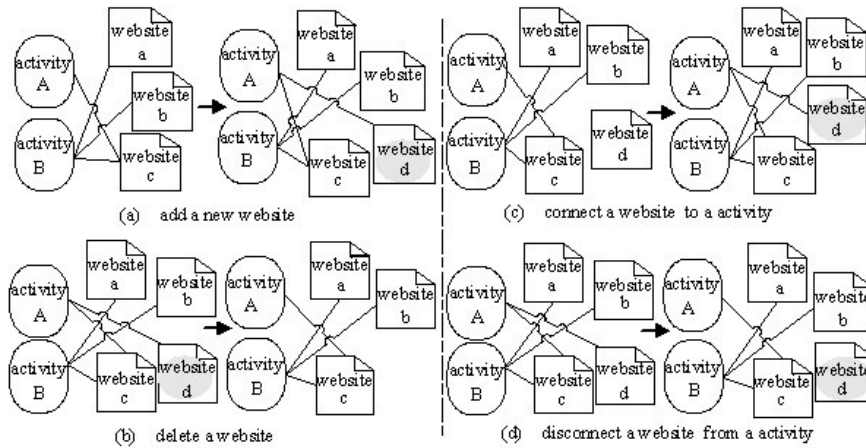 activity
A
activity
B
website
a
website
b
website
c
activity
A
activity
B
website
a
website
b
website
c
website
d
(a) add a new website
activity
A
activity
B
website
a
website
b
website
c
website
d
activity
A
activity
B
website
a
website
b
website
c
website
d
(c) connect a website to a activity
activity
A
activity
B
website
a
website
b
website
c
website
d
activity
A
activity
B
website
a
website
b
website
c
(b) delete a website
activity
A
activity
B
website
a
website
b
website
c
website
d
activity
A
activity
B
website
a
website
b
website
c
website
d
(d) disconnect a website from a activity